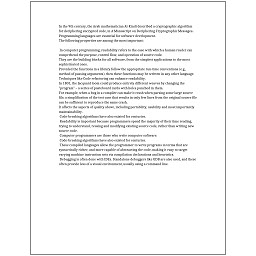 In the 9th century, the Arab mathematician Al-Kindi described a cryptographic algorithm
for deciphering encrypted code, in A Manuscript on Deciphering Cryptographic Messages.
Programming languages are essential for software development.
The following properties are among the most important:
In computer programming, readability refers to the ease with which a human reader can
comprehend the purpose, control flow, and operation of source code.
They are the building blocks for all software, from the simplest applications to the most
sophisticated ones.
Provided the functions in a library follow the appropriate run-time conventions (e.g.,
method of passing arguments), then these functions may be written in any other language
Techniques like Code refactoring can enhance readability.
In 1801, the Jacquard loom could produce entirely different weaves by changing the
"program" – a series of pasteboard cards with holes punched in them.
For example, when a bug in a compiler can make it crash when parsing some large source
file, a simplification of the test case that results in only few lines from the original source file
can be sufficient to reproduce the same crash.
It affects the aspects of quality above, including portability, usability and most importantly
maintainability.
Code-breaking algorithms have also existed for centuries.
Readability is important because programmers spend the majority of their time reading,
trying to understand, reusing and modifying existing source code, rather than writing new
source code.
Computer programmers are those who write computer software.
Code-breaking algorithms have also existed for centuries.
These compiled languages allow the programmer to write programs in terms that are
syntactically richer, and more capable of abstracting the code, making it easy to target
varying machine instruction sets via compilation declarations and heuristics.
Debugging is often done with IDEs. Standalone debuggers like GDB are also used, and these
often provide less of a visual environment, usually using a command line.